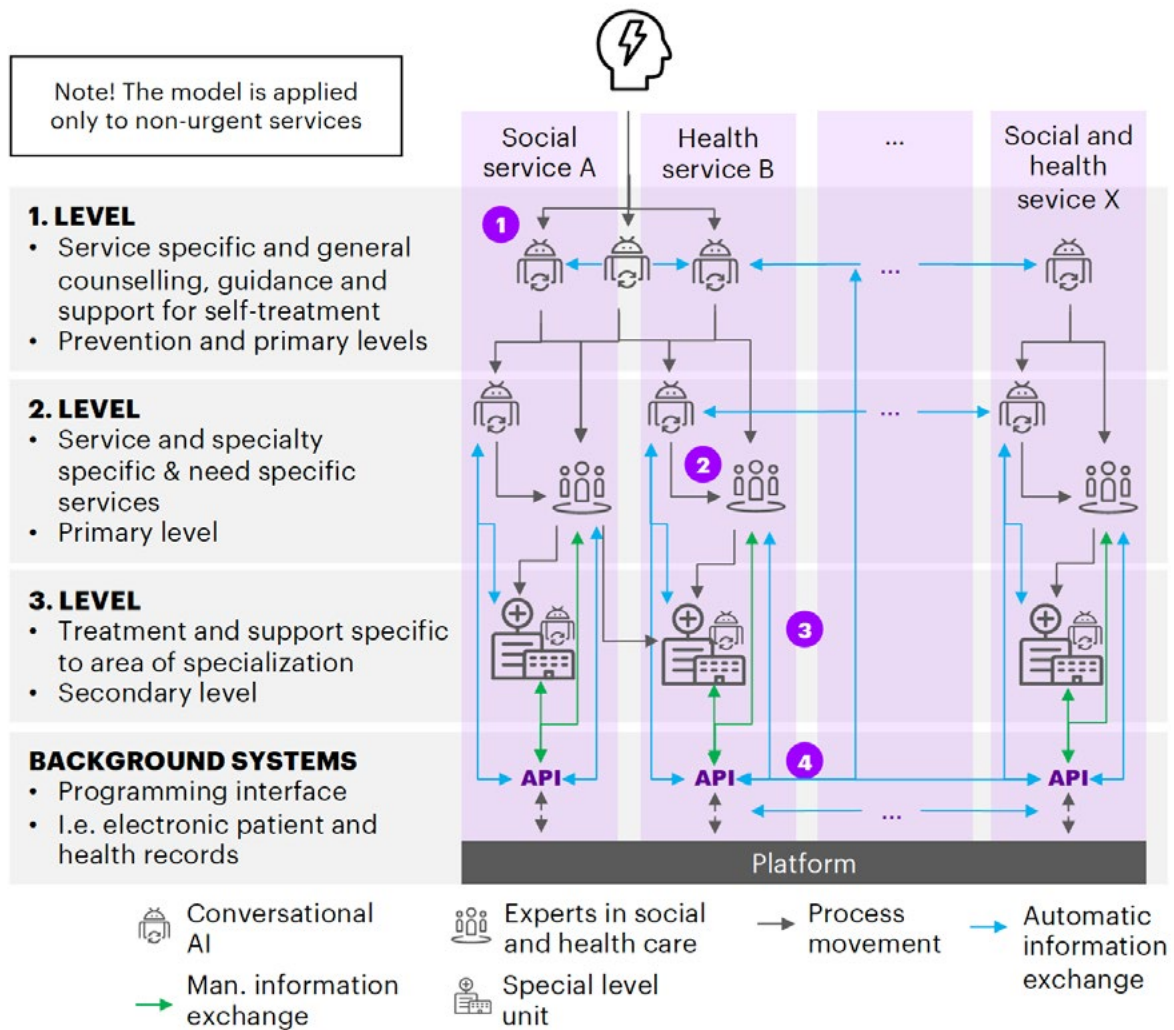 Note! The model is applied
only to non-urgent services
Social
service A
Health
service B
...
Social and
health
sevice X
1. LEVEL
• Service specific and general
counselling, guidance and
support for self-treatment
• Prevention and primary levels
1
...
2. LEVEL
• Service and specialty
specific & need specific
services
• Primary level
...
2
3. LEVEL
• Treatment and support specific
to area of specialization
• Secondary level
3
BACKGROUND SYSTEMS
• Programming interface
• I.e. electronic patient and
health records
API
API
4
API
...
Platform
Conversational
AI
Experts in social
and health care
Process
movement
Automatic
information
exchange
Man. information
exchange
Special level
unit